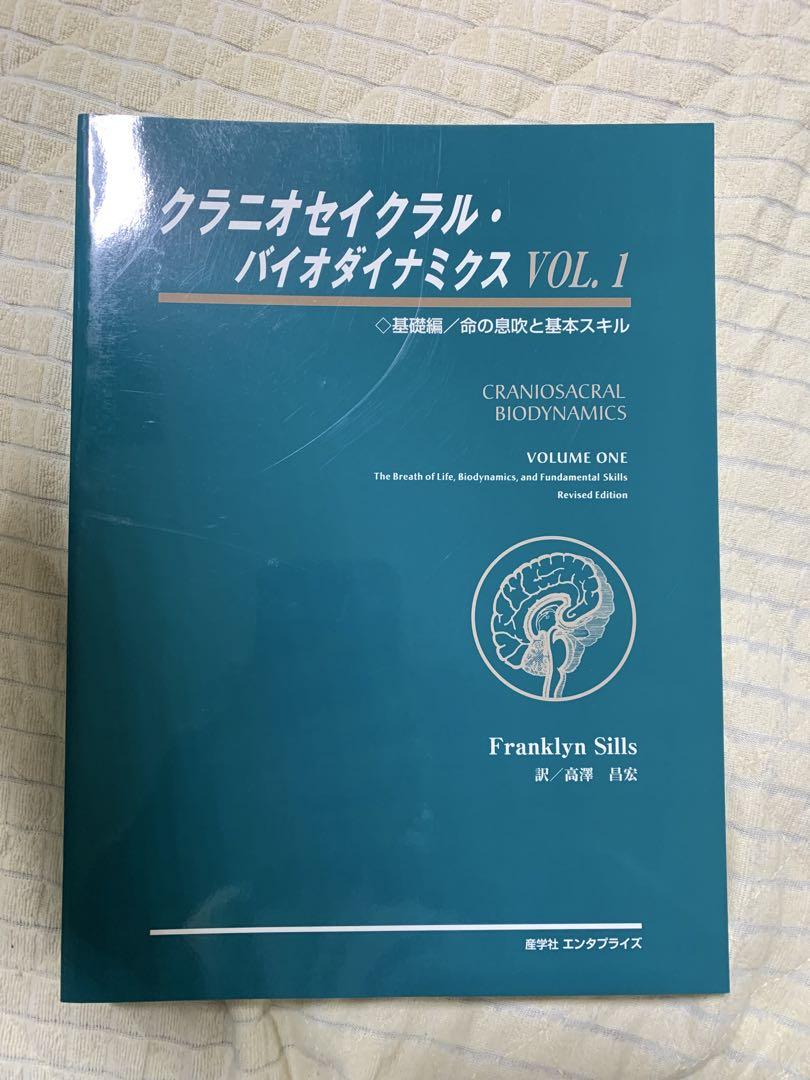 クラニオセイクラル・
バイオダイナミクス VOL. 1
◇基礎編／命の息吹と基本スキル
CRANIOSACRAL
BIODYNAMICS
VOLUME ONE
The Breath of Life, Biodynamics, and Fundamental Skills
Revised Edition
Franklyn Sills
訳／高澤 昌宏
産学社 エンタプライズ